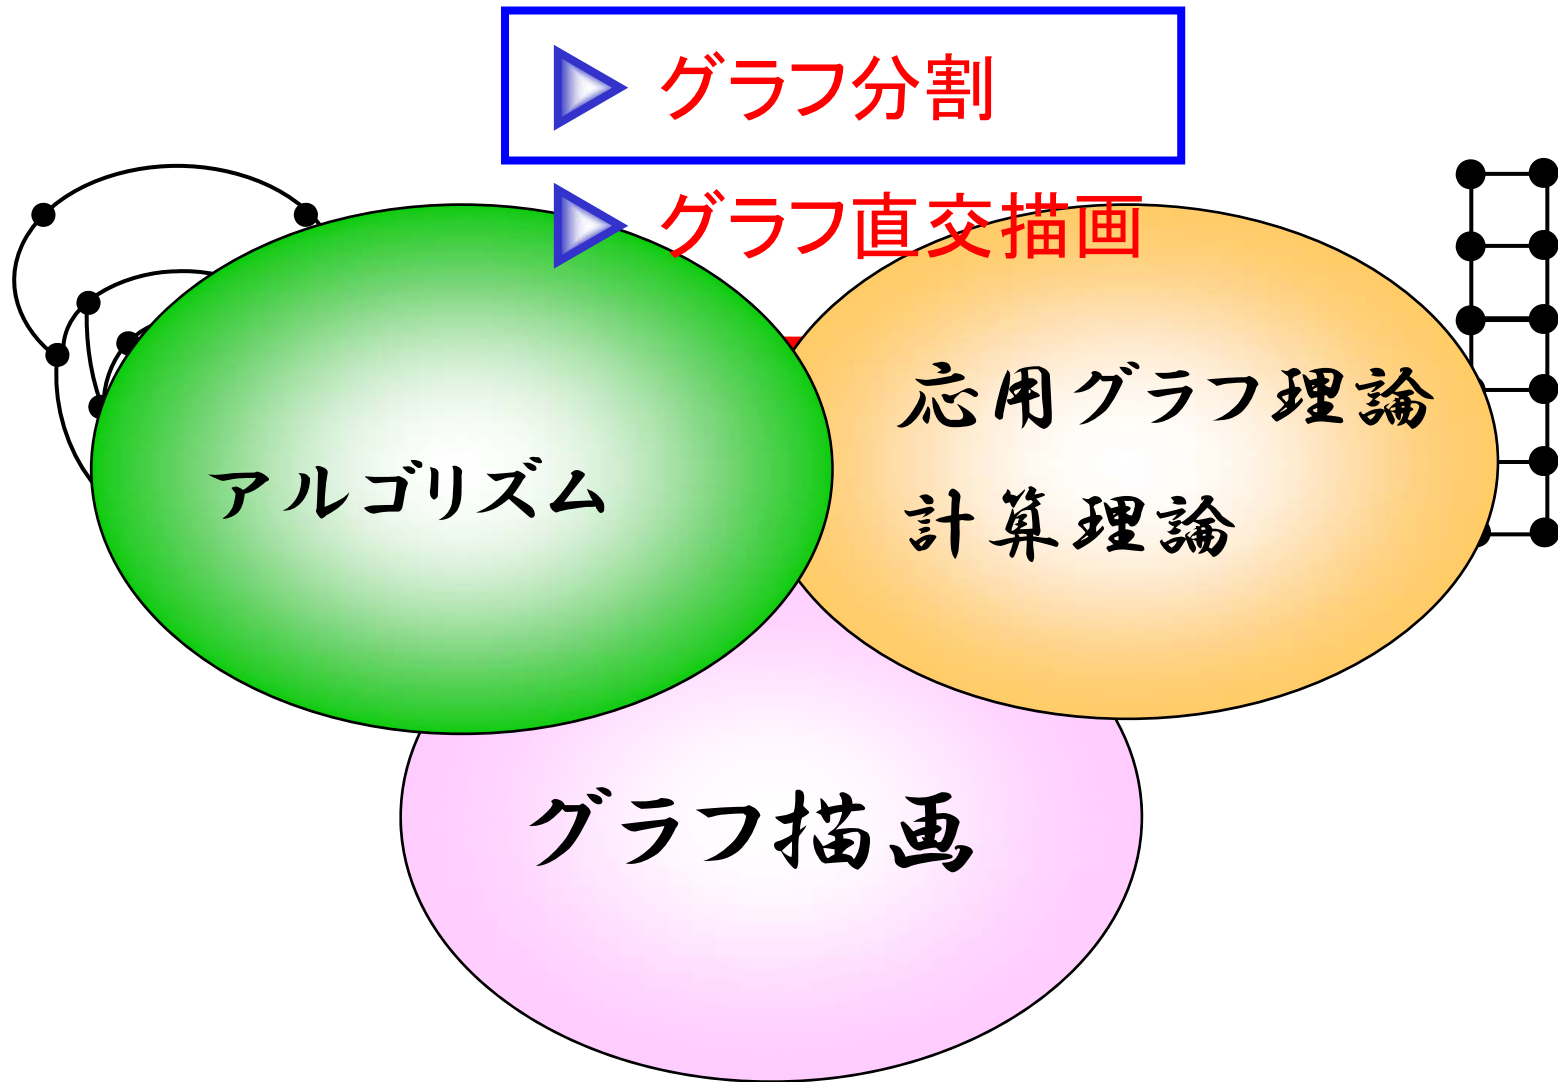 グラフ分割
グラフ直交描画
応用グラフ理論
アルゴリズム
計算理論
グラフ描画